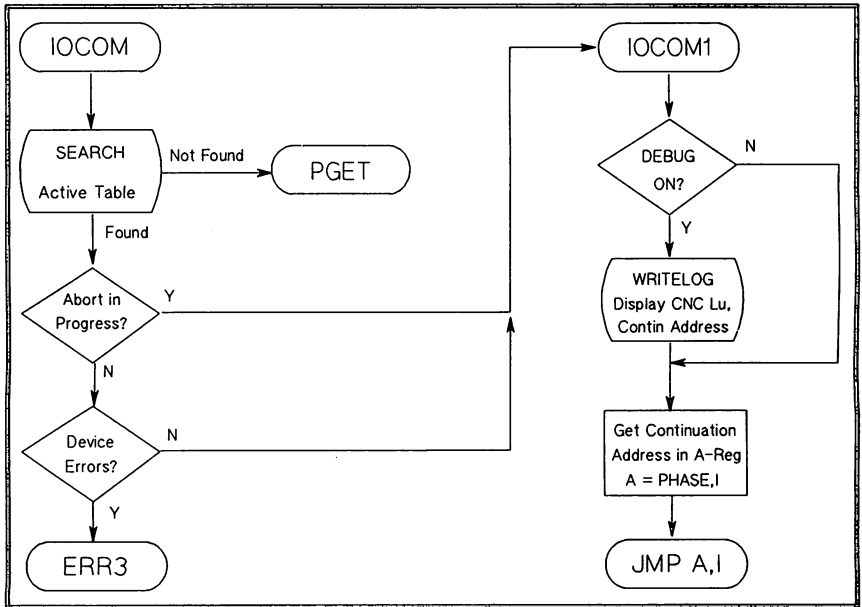 IOCOM
SEARCH
Active Table
Not Found
PGET
Found
Abort in
Progress?
Y
N
Device
Errors?
N
Y
ERR3
IOCOM1
DEBUG
ON?
N
Y
WRITELOG
Display CNC Lu,
Contin Address
Get Continuation
Address in A-Reg
A = PHASE,I
JMP A,I